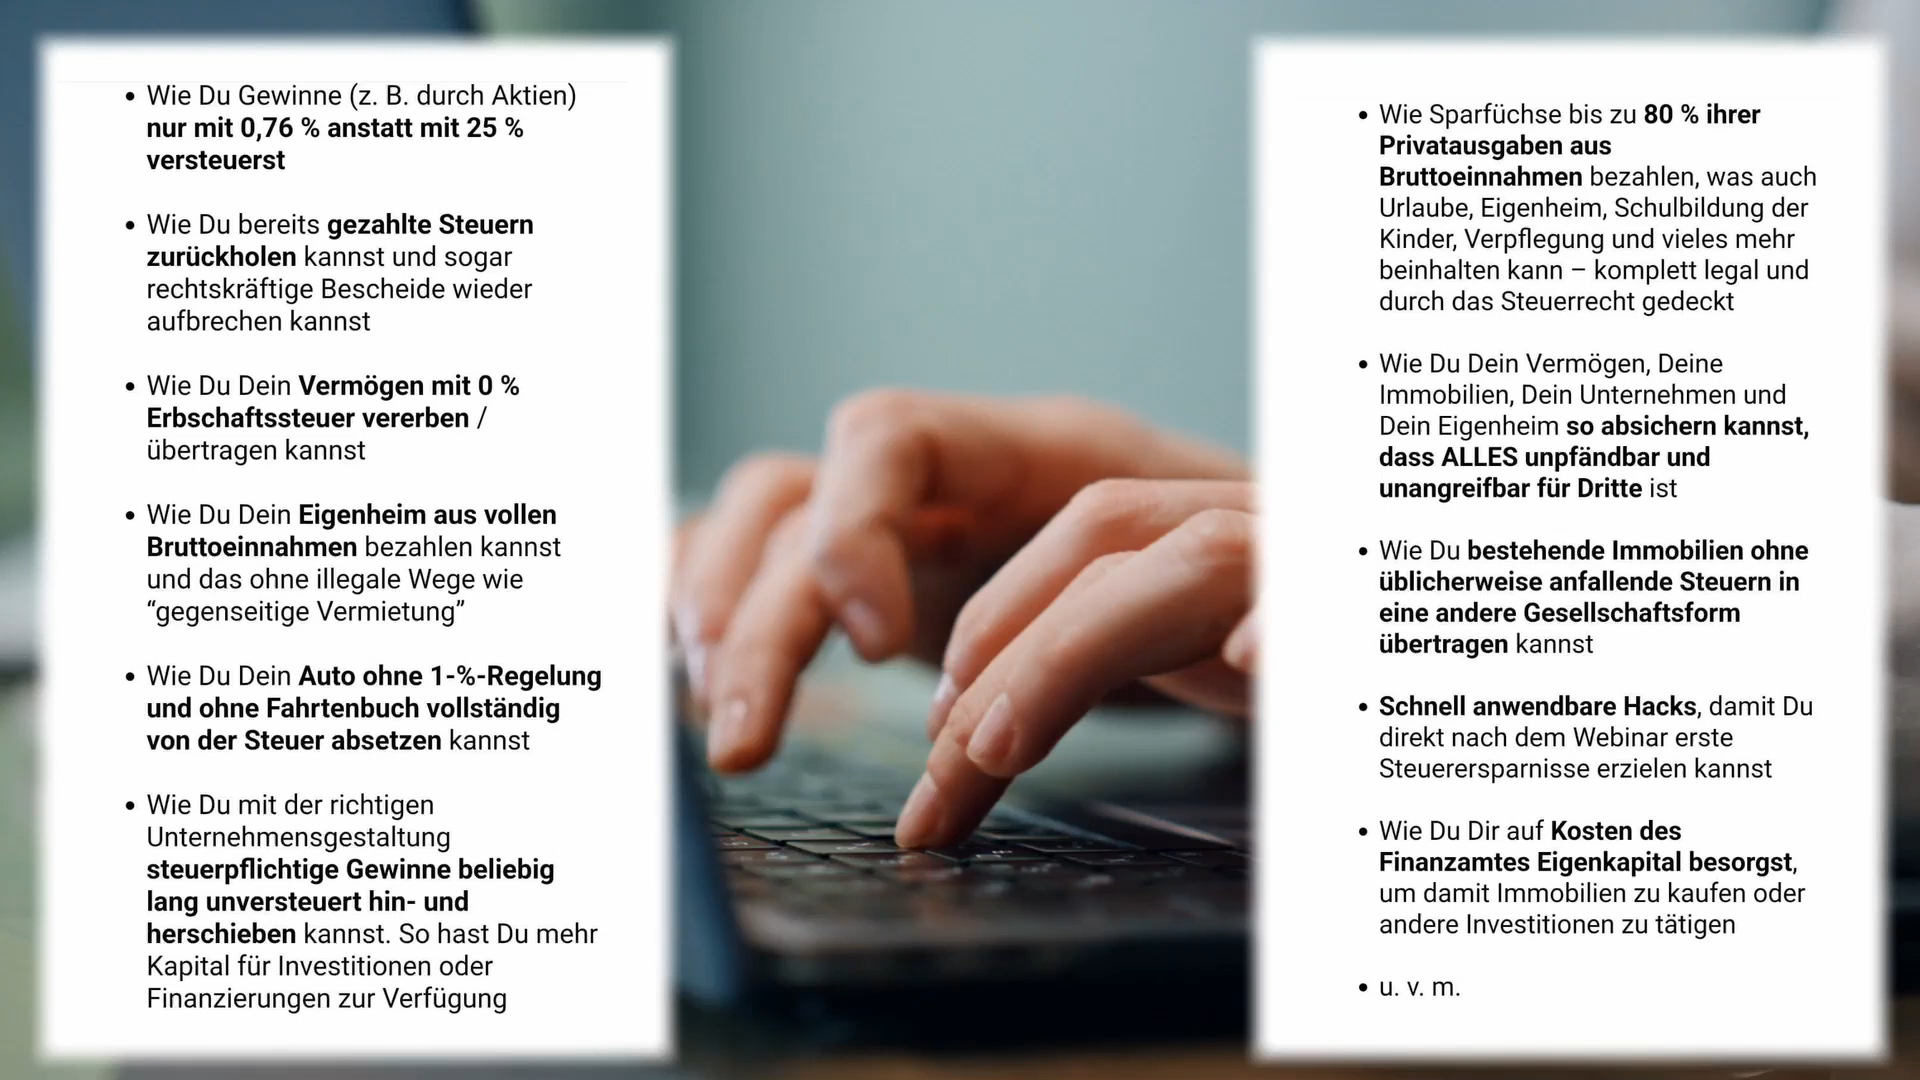 • Wie Du Gewinne (z. B. durch Aktien)
nur mit 0,76 % anstatt mit 25 %
versteuerst
• Wie Du bereits gezahlte Steuern
zurückholen kannst und sogar
rechtskräftige Bescheide wieder
aufbrechen kannst
• Wie Du Dein Vermögen mit 0 %
Erbschaftssteuer vererben /
übertragen kannst
• Wie Du Dein Eigenheim aus vollen
Bruttoeinnahmen bezahlen kannst
und das ohne illegale Wege wie
“gegenseitige Vermietung”
• Wie Du Dein Auto ohne 1-%-Regelung
und ohne Fahrtenbuch vollständig
von der Steuer absetzen kannst
• Wie Du mit der richtigen
Unternehmensgestaltung
steuerpflichtige Gewinne beliebig
lang unversteuert hin- und
herschieben kannst. So hast Du mehr
Kapital für Investitionen oder
Finanzierungen zur Verfügung
• Wie Sparfüchse bis zu 80 % ihrer
Privatausgaben aus
Bruttoeinnahmen bezahlen, was auch
Urlaube, Eigenheim, Schulbildung der
Kinder, Verpflegung und vieles mehr
beinhalten kann – komplett legal und
durch das Steuerrecht gedeckt
• Wie Du Dein Vermögen, Deine
Immobilien, Dein Unternehmen und
Dein Eigenheim so absichern kannst,
dass ALLES unpfändbar und
unangreifbar für Dritte ist
• Wie Du bestehende Immobilien ohne
üblicherweise anfallende Steuern in
eine andere Gesellschaftsform
übertragen kannst
• Schnell anwendbare Hacks, damit Du
direkt nach dem Webinar erste
Steuerersparnisse erzielen kannst
• Wie Du Dir auf Kosten des
Finanzamtes Eigenkapital besorgst,
um damit Immobilien zu kaufen oder
andere Investitionen zu tätigen
• u. v. m.